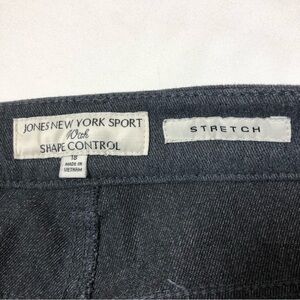 JONES NEW YORK SPORT
With
SHAPE CONTROL
18
MADE IN
VIETNAM
STRETCH